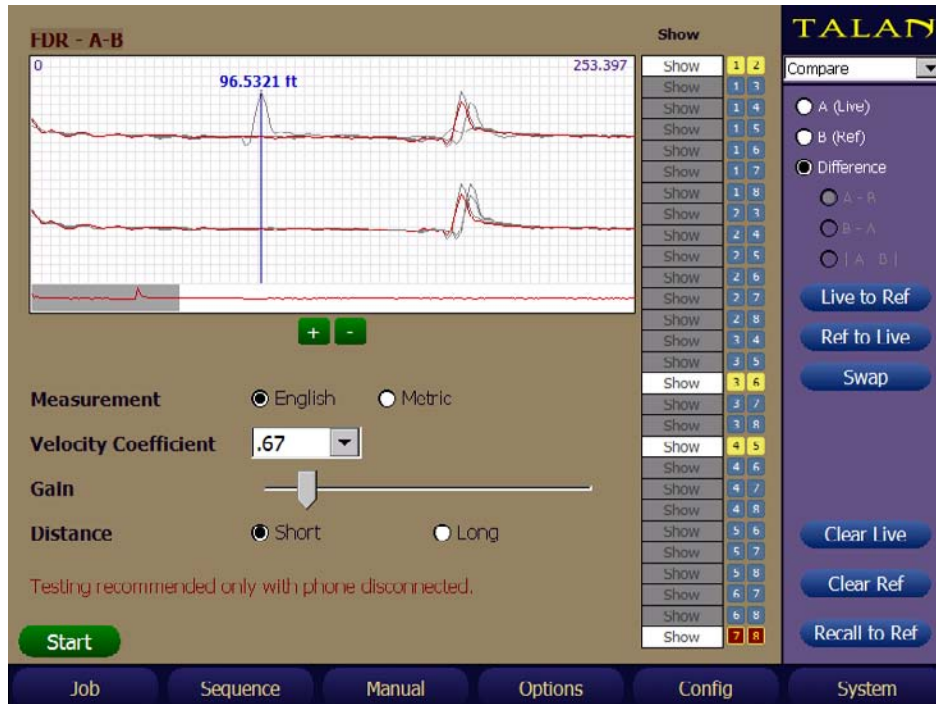 FDR - A-B
0
253.397
96.5321 ft
+ -
Measurement
English
Metric
Velocity Coefficient
.67
Gain
Distance
Short
Long
Testing recommended only with phone disconnected.
Start
Show
Show 1 2
Show 1 3
Show 1 4
Show 1 5
Show 1 6
Show 1 7
Show 1 8
Show 2 3
Show 2 4
Show 2 5
Show 2 6
Show 2 7
Show 2 8
Show 3 4
Show 3 5
Show 3 6
Show 3 7
Show 3 8
Show 4 5
Show 4 6
Show 4 7
Show 4 8
Show 5 6
Show 5 7
Show 5 8
Show 6 7
Show 6 8
Show 7 8
TALAN
Compare
A (Live)
B (Ref)
Difference
A - B
B - A
| A B |
Live to Ref
Ref to Live
Swap
Clear Live
Clear Ref
Recall to Ref
Job
Sequence
Manual
Options
Config
System